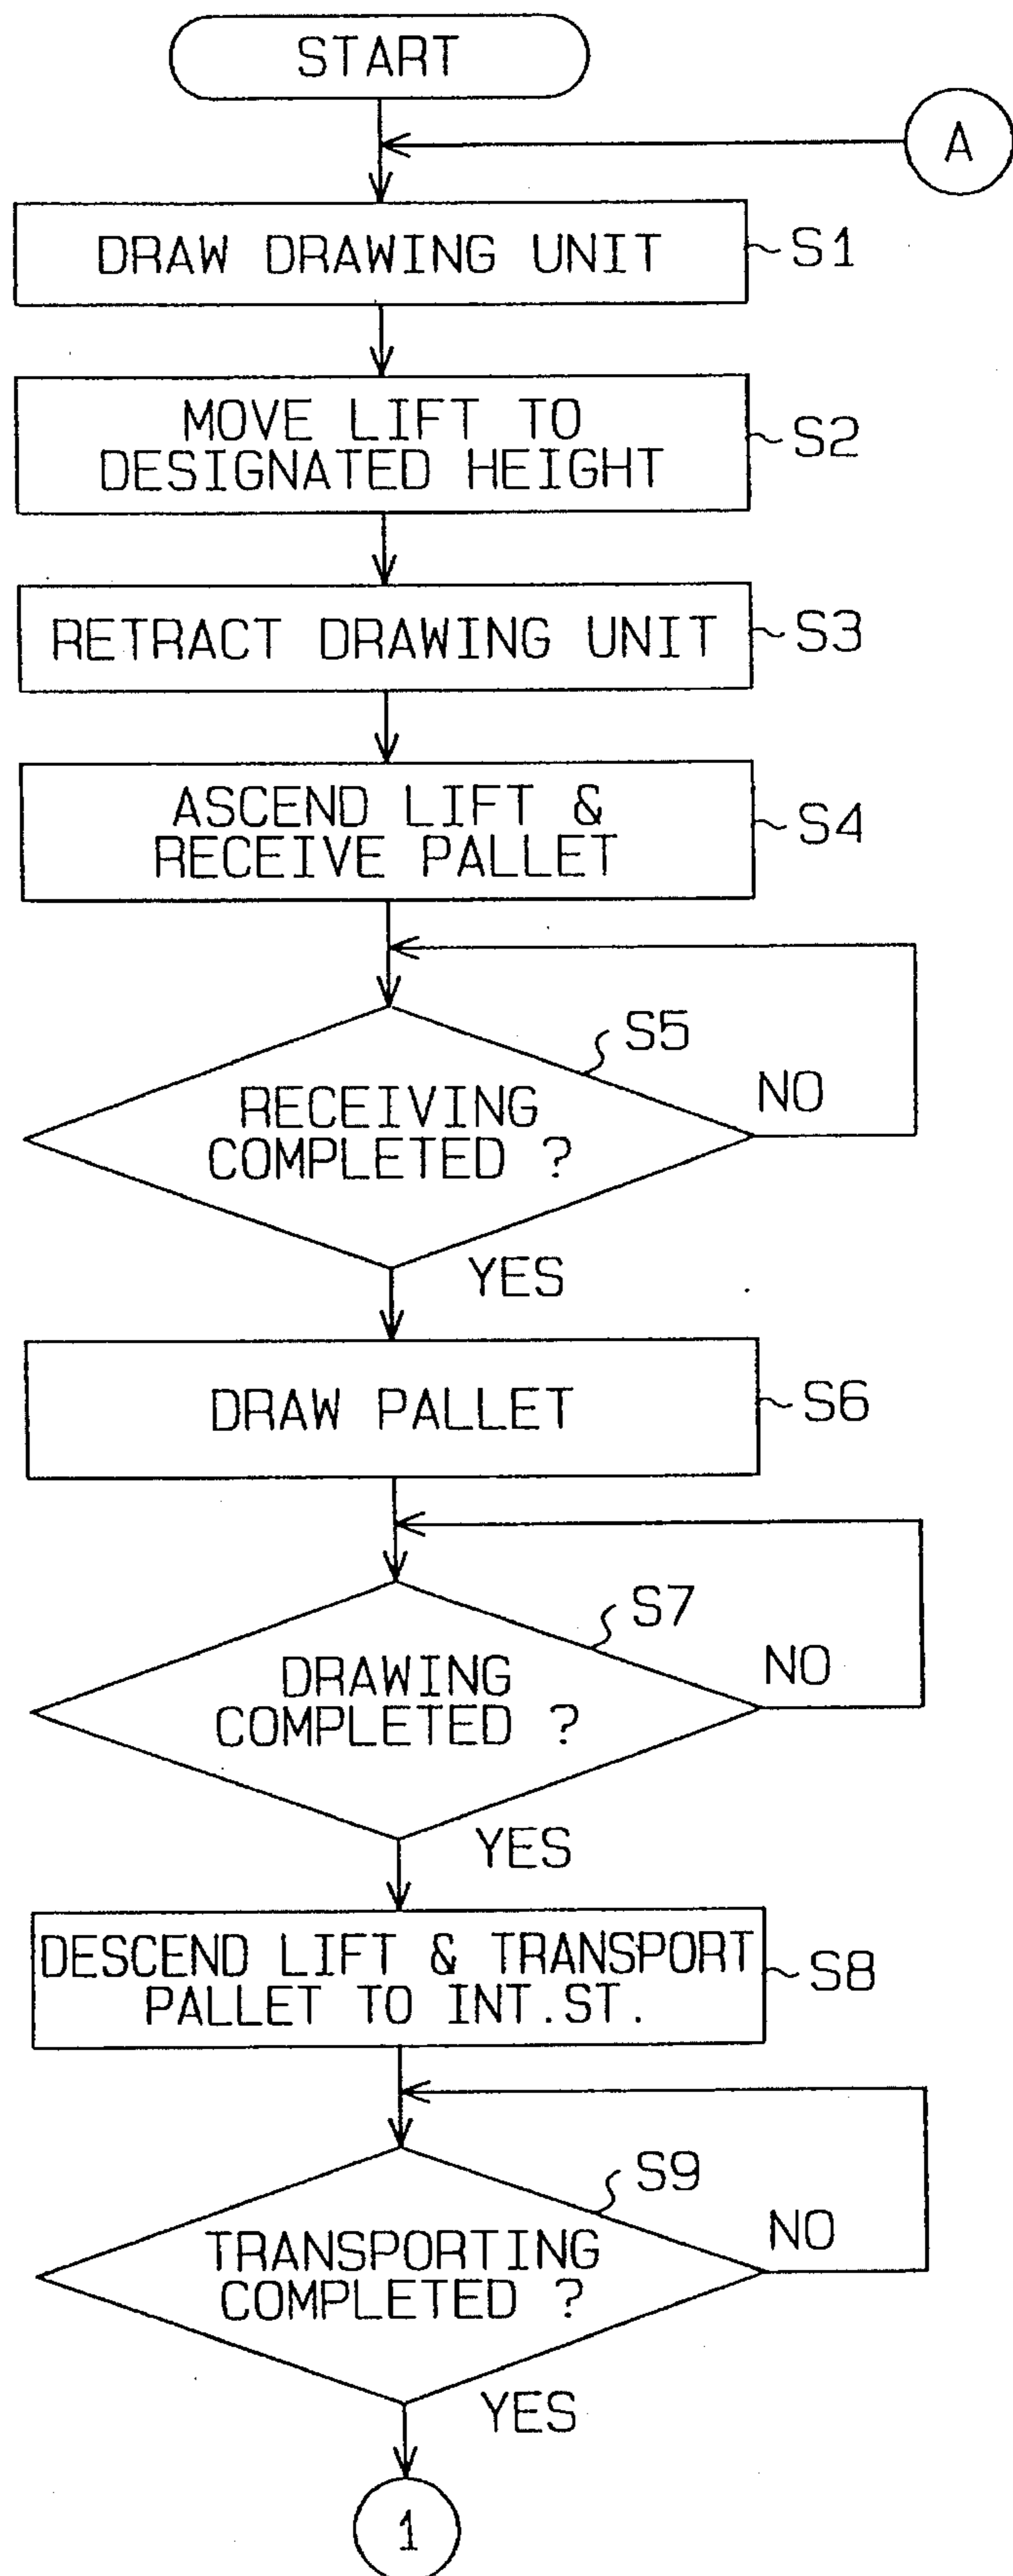 START
A
DRAW DRAWING UNIT
S1
MOVE LIFT TO
DESIGNATED HEIGHT
S2
RETRACT DRAWING UNIT
S3
ASCEND LIFT &
RECEIVE PALLET
S4
S5
RECEIVING
COMPLETED ?
NO
YES
DRAW PALLET
S6
S7
DRAWING
COMPLETED ?
NO
YES
DESCEND LIFT & TRANSPORT
PALLET TO INT.ST.
S8
S9
TRANSPORTING
COMPLETED ?
NO
YES
1